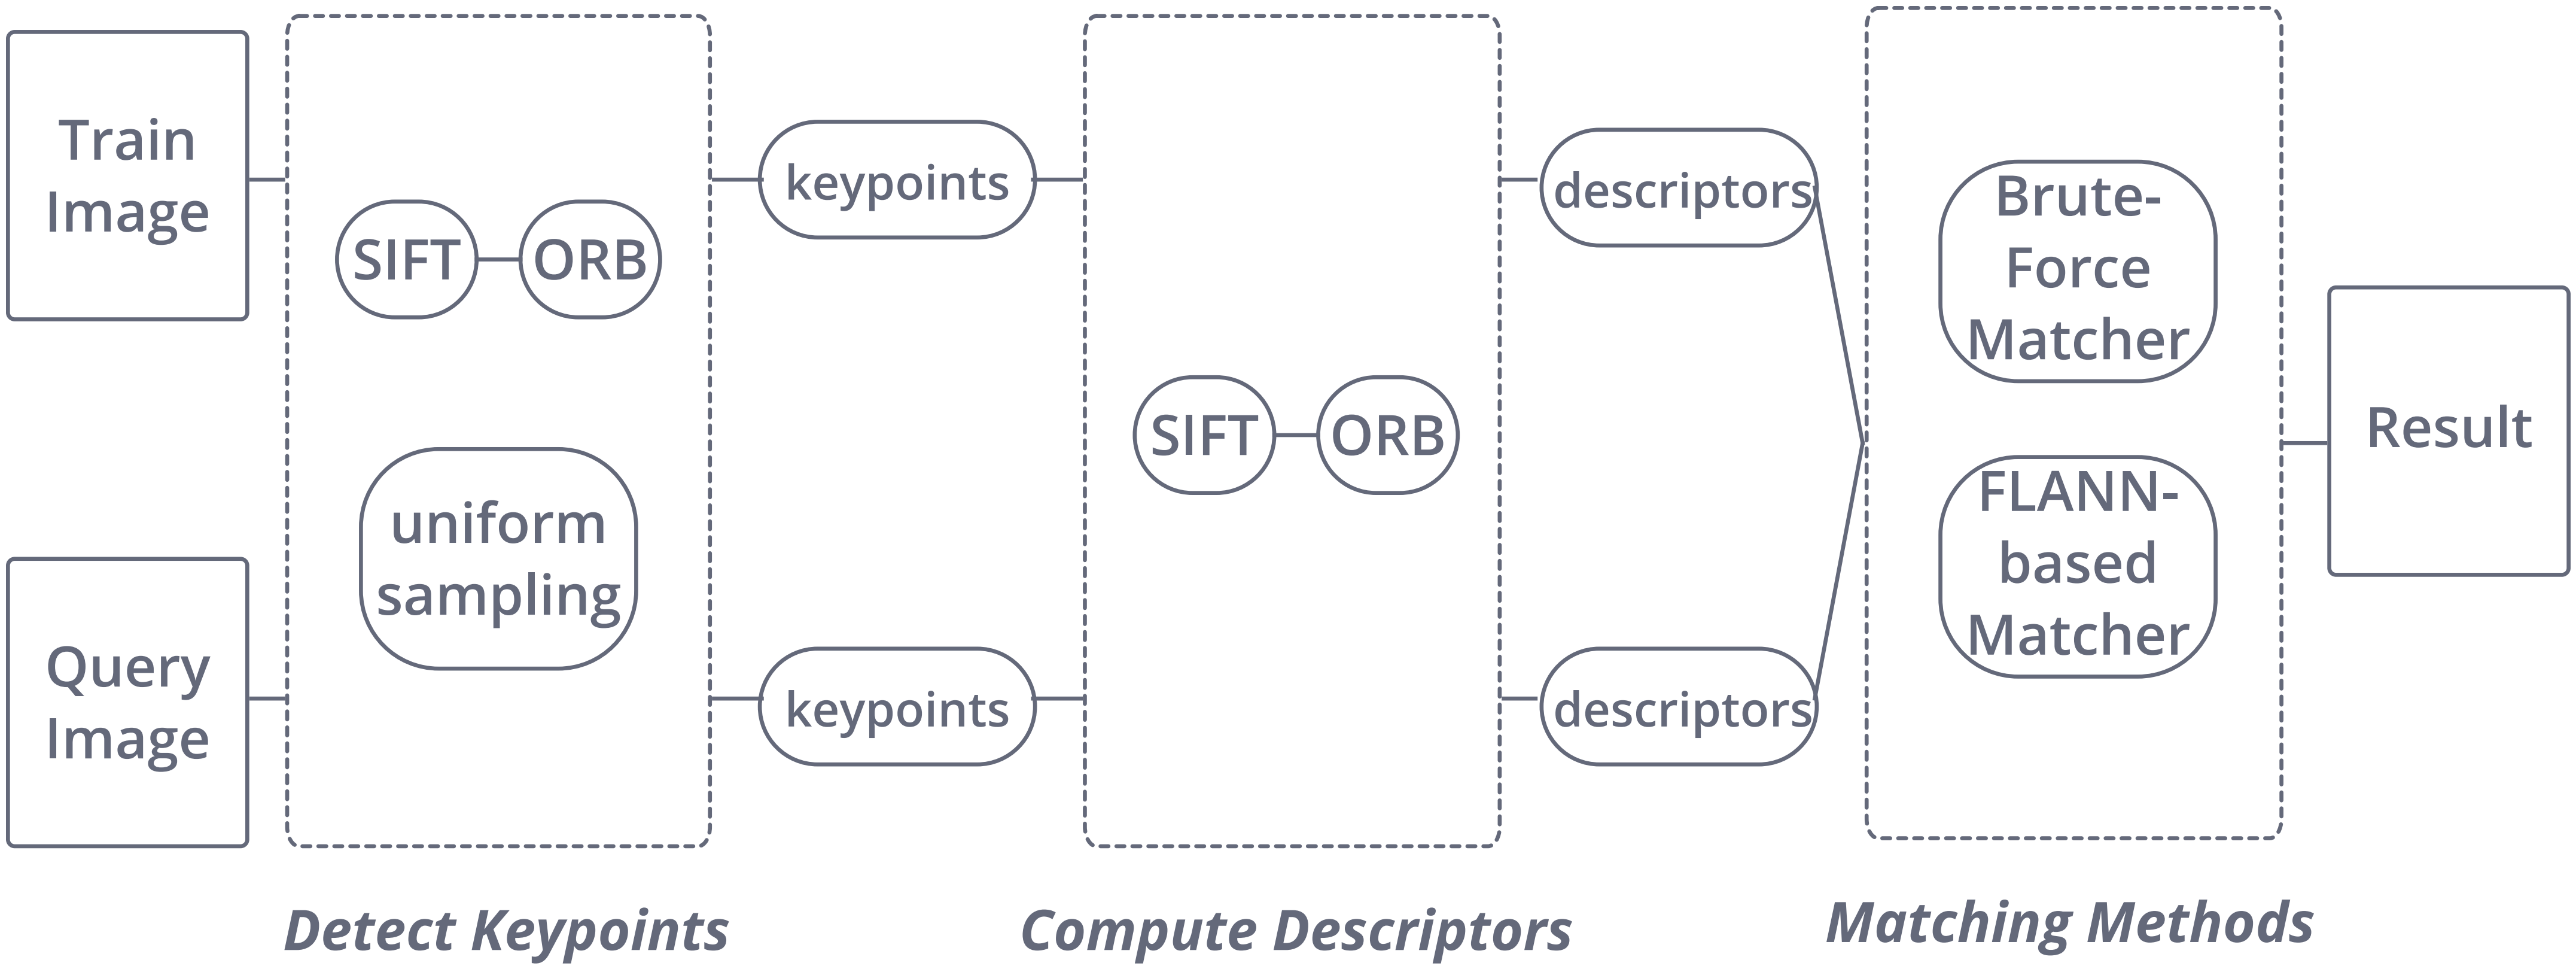 Train
Image
Query
Image
SIFT
ORB
uniform
sampling
Detect Keypoints
keypoints
keypoints
SIFT
ORB
Compute Descriptors
descriptors
descriptors
Brute-
Force
Matcher
FLANN-
based
Matcher
Matching Methods
Result